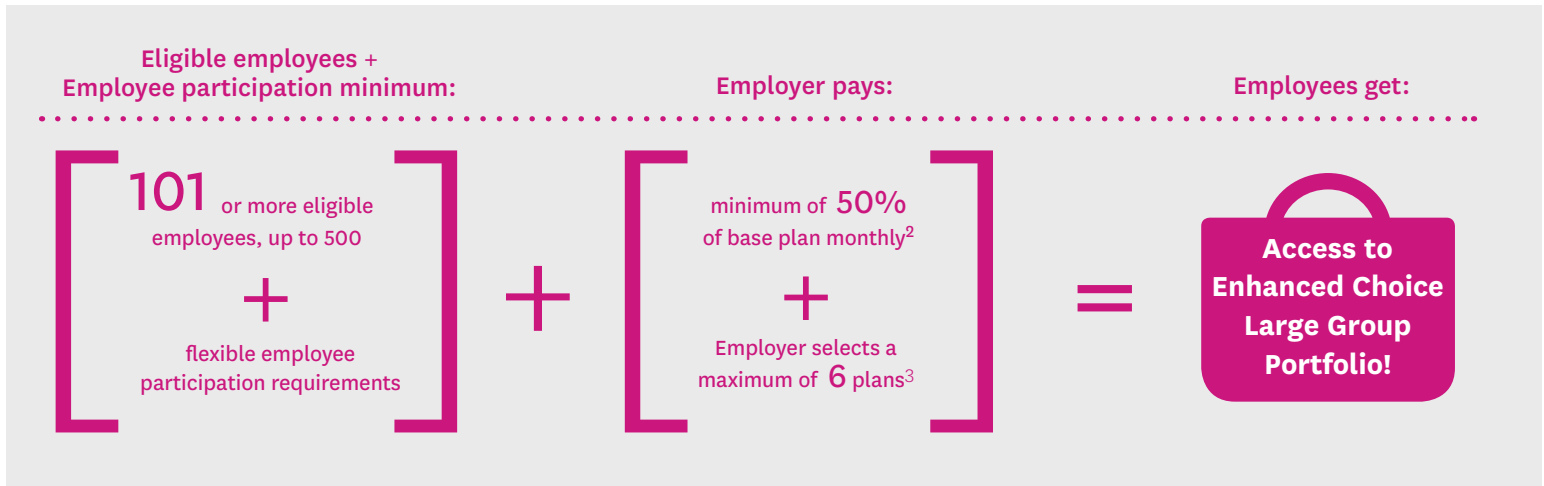 Eligible employees +
Employee participation minimum:
Employer pays:
Employees get:
101 or more eligible
employees, up to 500
+
flexible employee
participation requirements
+
minimum of 50%
of base plan monthly²
+
Employer selects a
maximum of 6 plans³
=
Access to
Enhanced Choice
Large Group
Portfolio!